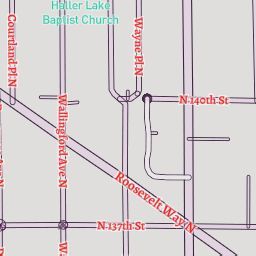 Haller Lake
Baptist Church
Courtland Pl N
Wayne Pl N
N 140th St
Wallingford Ave N
Roosevelt Way N
N 137th St